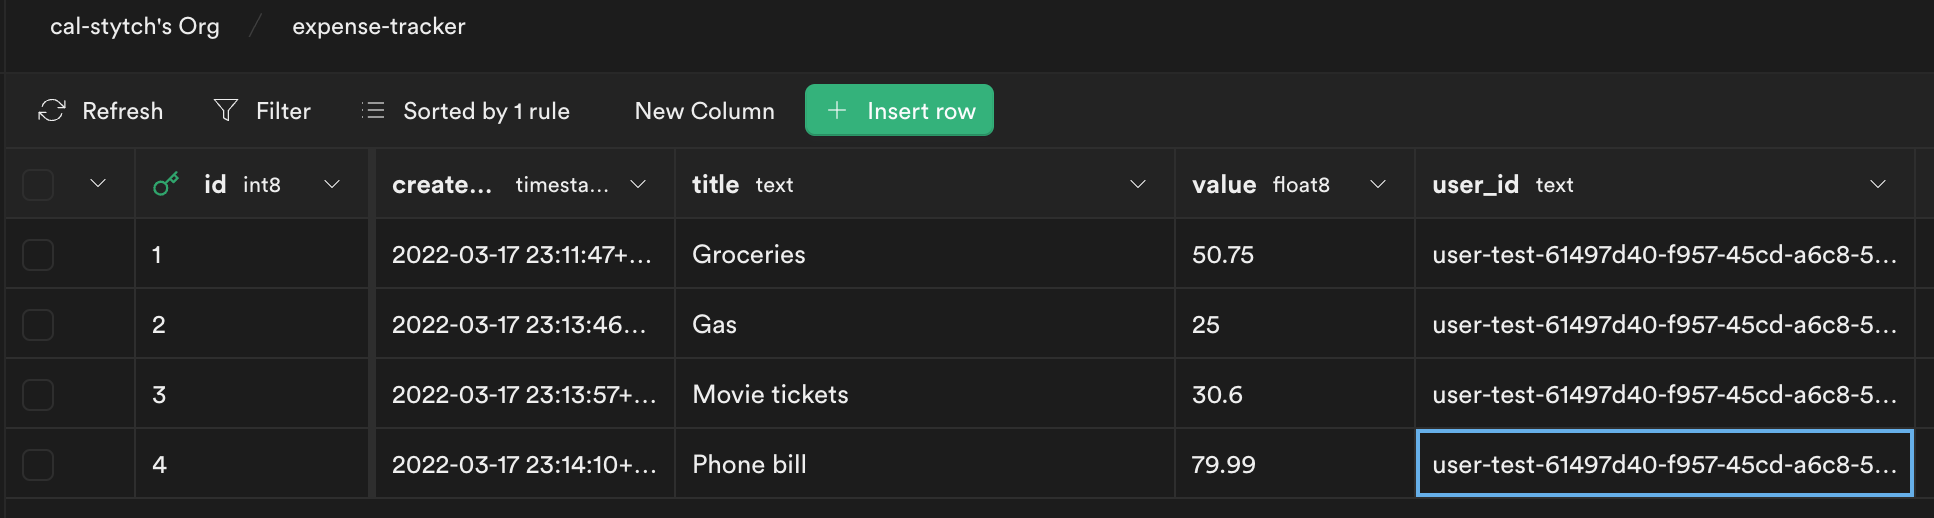 cal-stytch's Org / expense-tracker
Refresh Filter Sorted by 1 rule New Column + Insert row
id int8 create... timesta... title text value float8 user_id text
1 2022-03-17 23:11:47+... Groceries 50.75 user-test-61497d40-f957-45cd-a6c8-5...
2 2022-03-17 23:13:46... Gas 25 user-test-61497d40-f957-45cd-a6c8-5...
3 2022-03-17 23:13:57+... Movie tickets 30.6 user-test-61497d40-f957-45cd-a6c8-5...
4 2022-03-17 23:14:10+... Phone bill 79.99 user-test-61497d40-f957-45cd-a6c8-5...